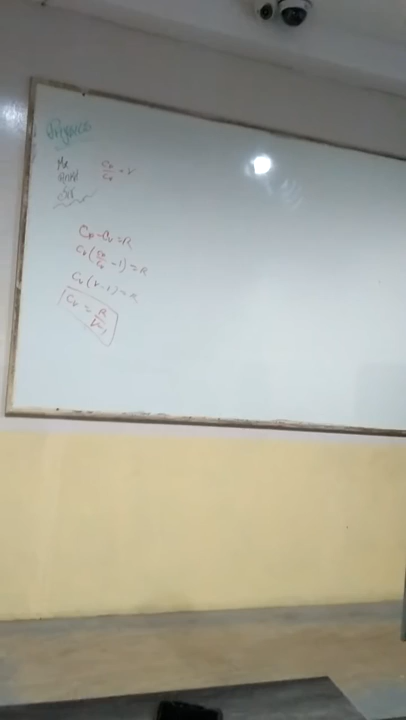 Physics
Cp/Cv = γ
Cp - Cv = R
Cv(Cp/Cv - 1) = R
Cv(γ-1) = R
Cv = R/γ-1